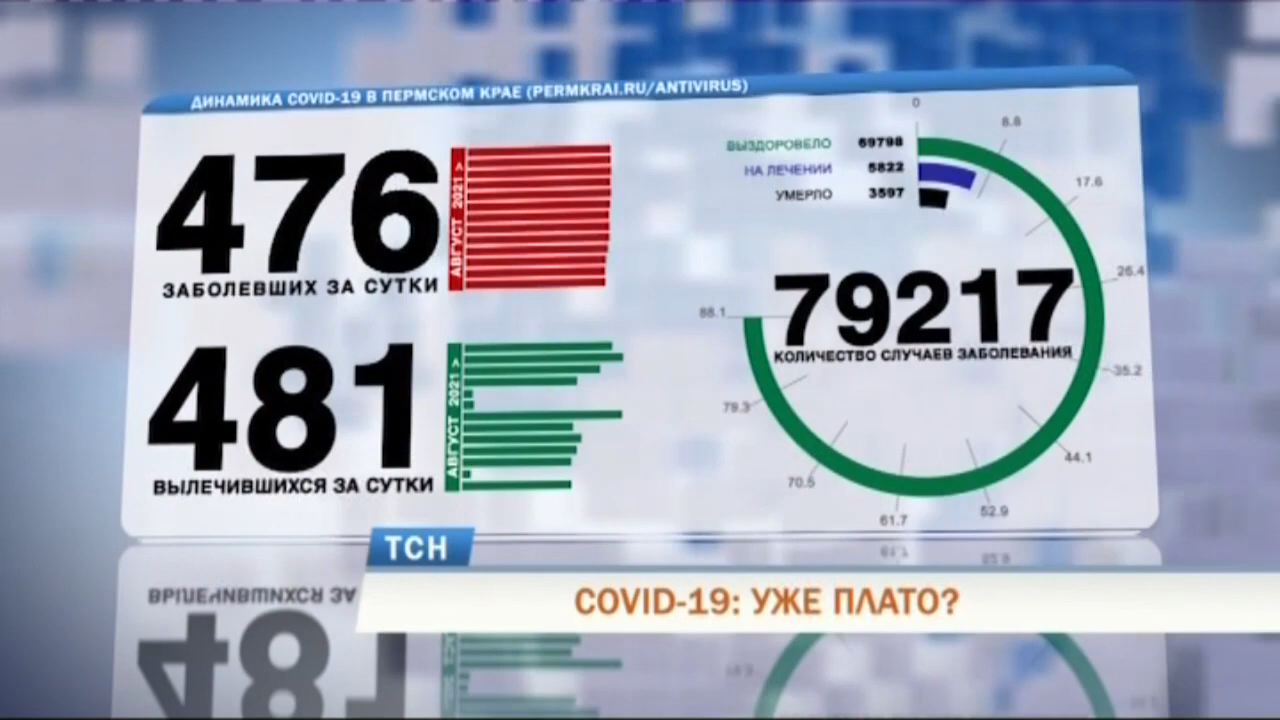 ДИНАМИКА COVID-19 В ПЕРМСКОМ КРАЕ (PERMKRAI.RU/ANTIVIRUS)
476
ЗАБОЛЕВШИХ ЗА СУТКИ
АВГУСТ 2021 >
481
ВЫЛЕЧИВШИХСЯ ЗА СУТКИ
АВГУСТ 2021 >
ВЫЗДОРОВЕЛО 69798
НА ЛЕЧЕНИИ 5822
УМЕРЛО 3597
0
8.8
17.6
26.4
35.2
44.1
52.9
61.7
70.5
79.3
88.1
79217
КОЛИЧЕСТВО СЛУЧАЕВ ЗАБОЛЕВАНИЯ
ТСН
COVID-19: УЖЕ ПЛАТО?